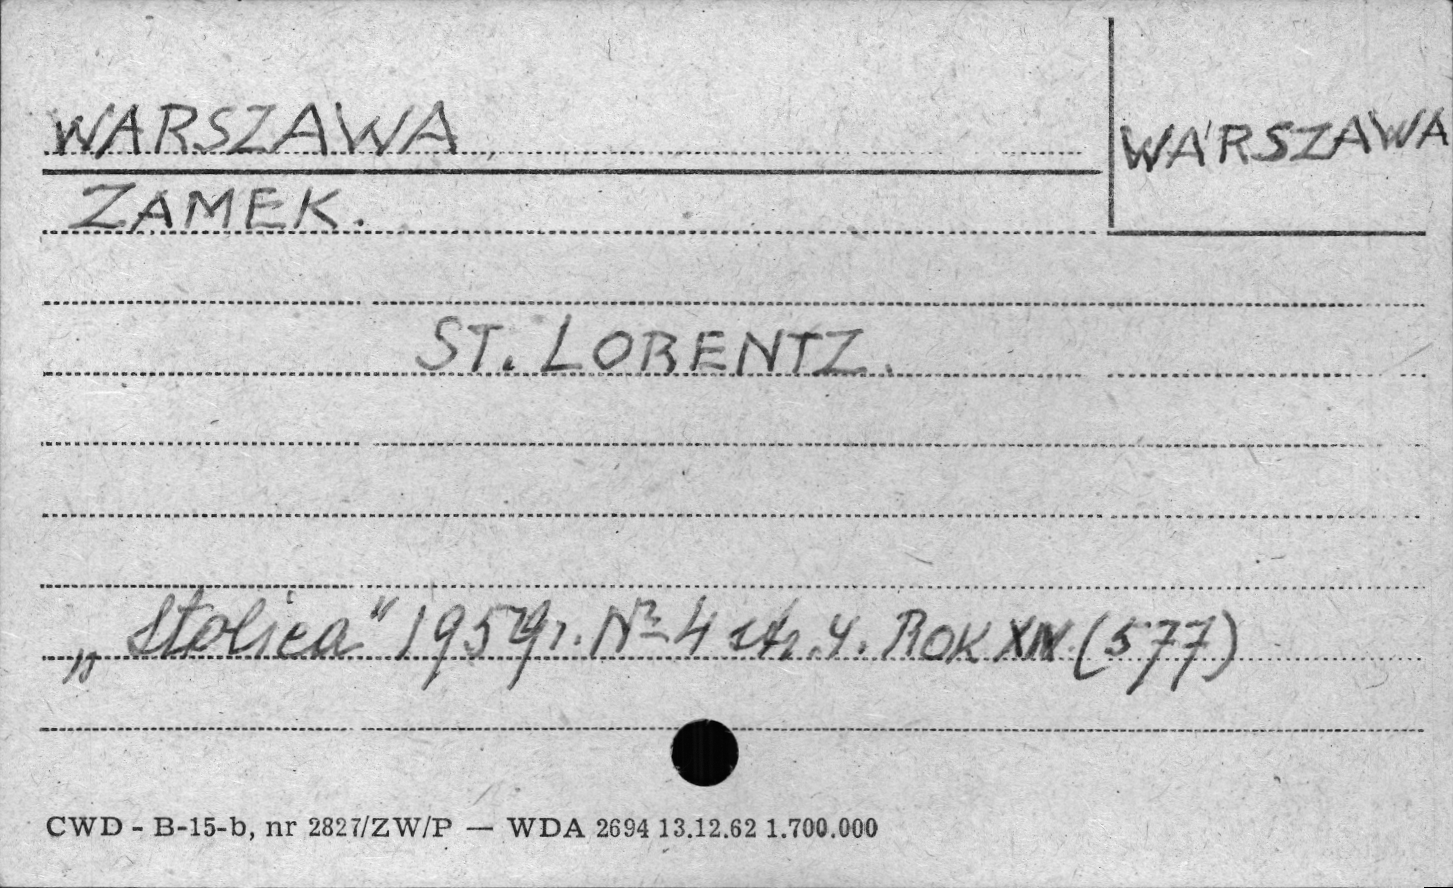 WARSZAWA,
WARSZAWA
ZAMEK.
ST. LORENTZ.
„Stolica" 1959r. Nr 4 str. 4. ROK XIV. (577)
CWD - B-15-b, nr 2827/ZW/P — WDA 2694 13.12.62 1.700.000